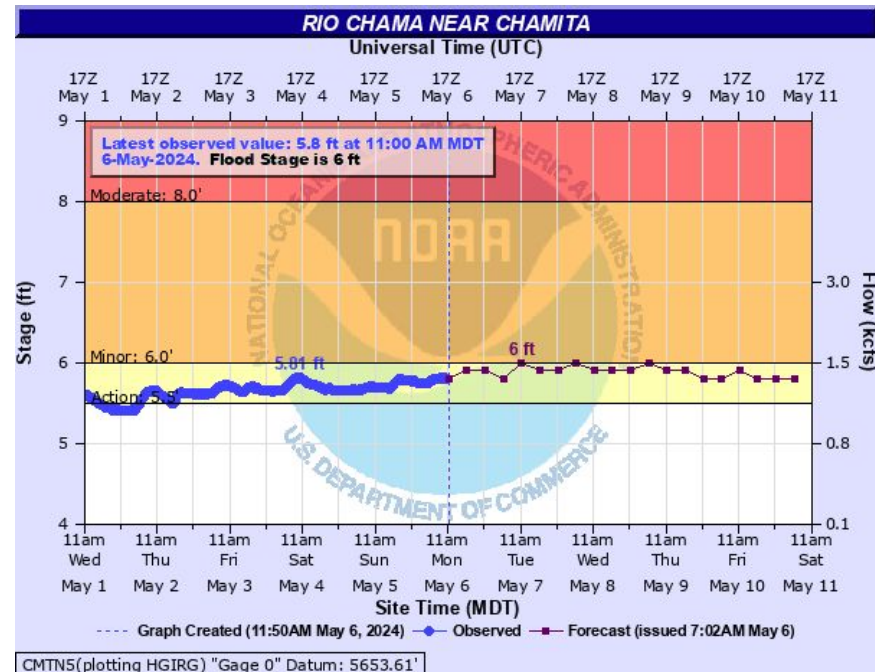 RIO CHAMA NEAR CHAMITA
Universal Time (UTC)
17Z 17Z 17Z 17Z 17Z 17Z 17Z 17Z 17Z 17Z 17Z
May 1 May 2 May 3 May 4 May 5 May 6 May 7 May 8 May 9 May 10 May 11
Latest observed value: 5.8 ft at 11:00 AM MDT
6-May-2024. Flood Stage is 6 ft
NATIONAL OCEANIC AND ATMOSPHERIC ADMINISTRATION
NOAA
U.S. DEPARTMENT OF COMMERCE
Stage (ft)
9
8
7
6
5
4
Moderate: 8.0'
Minor: 6.0'
Action: 5.5'
5.81 ft
6 ft
Flow (kcfs)
3.0
1.5
0.8
0.1
11am 11am 11am 11am 11am 11am 11am 11am 11am 11am 11am
Wed Thu Fri Sat Sun Mon Tue Wed Thu Fri Sat
May 1 May 2 May 3 May 4 May 5 May 6 May 7 May 8 May 9 May 10 May 11
Site Time (MDT)
Graph Created (11:50AM May 6, 2024) Observed Forecast (issued 7:02AM May 6)
CMTN5(plotting HGIRG) "Gage 0" Datum: 5653.61'